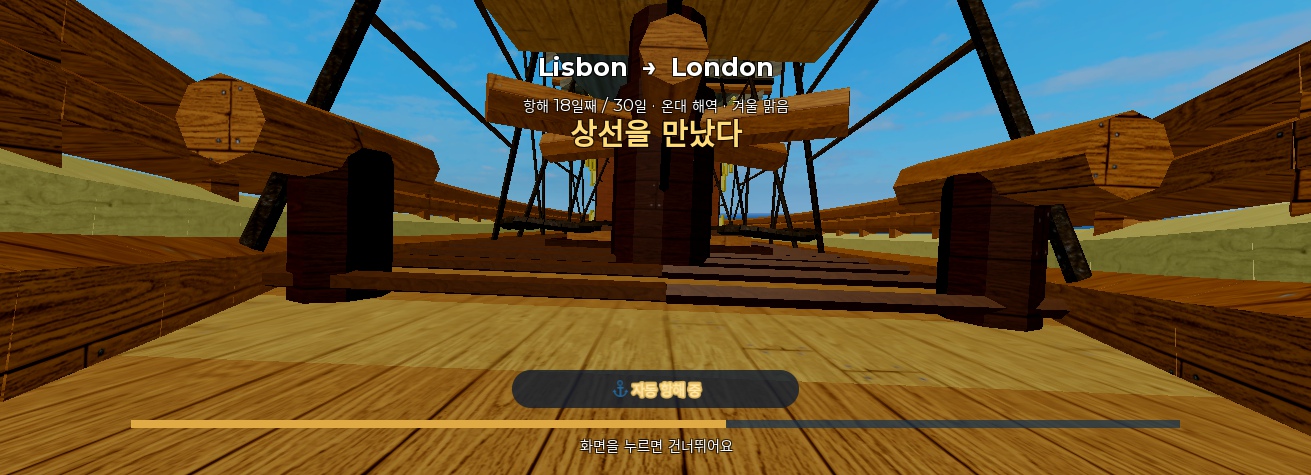 Lisbon → London
항해 18일째 / 30일 · 온대 해역 · 겨울 맑음
상선을 만났다
⚓ 자동 항해 중
화면을 누르면 건너뛰어요